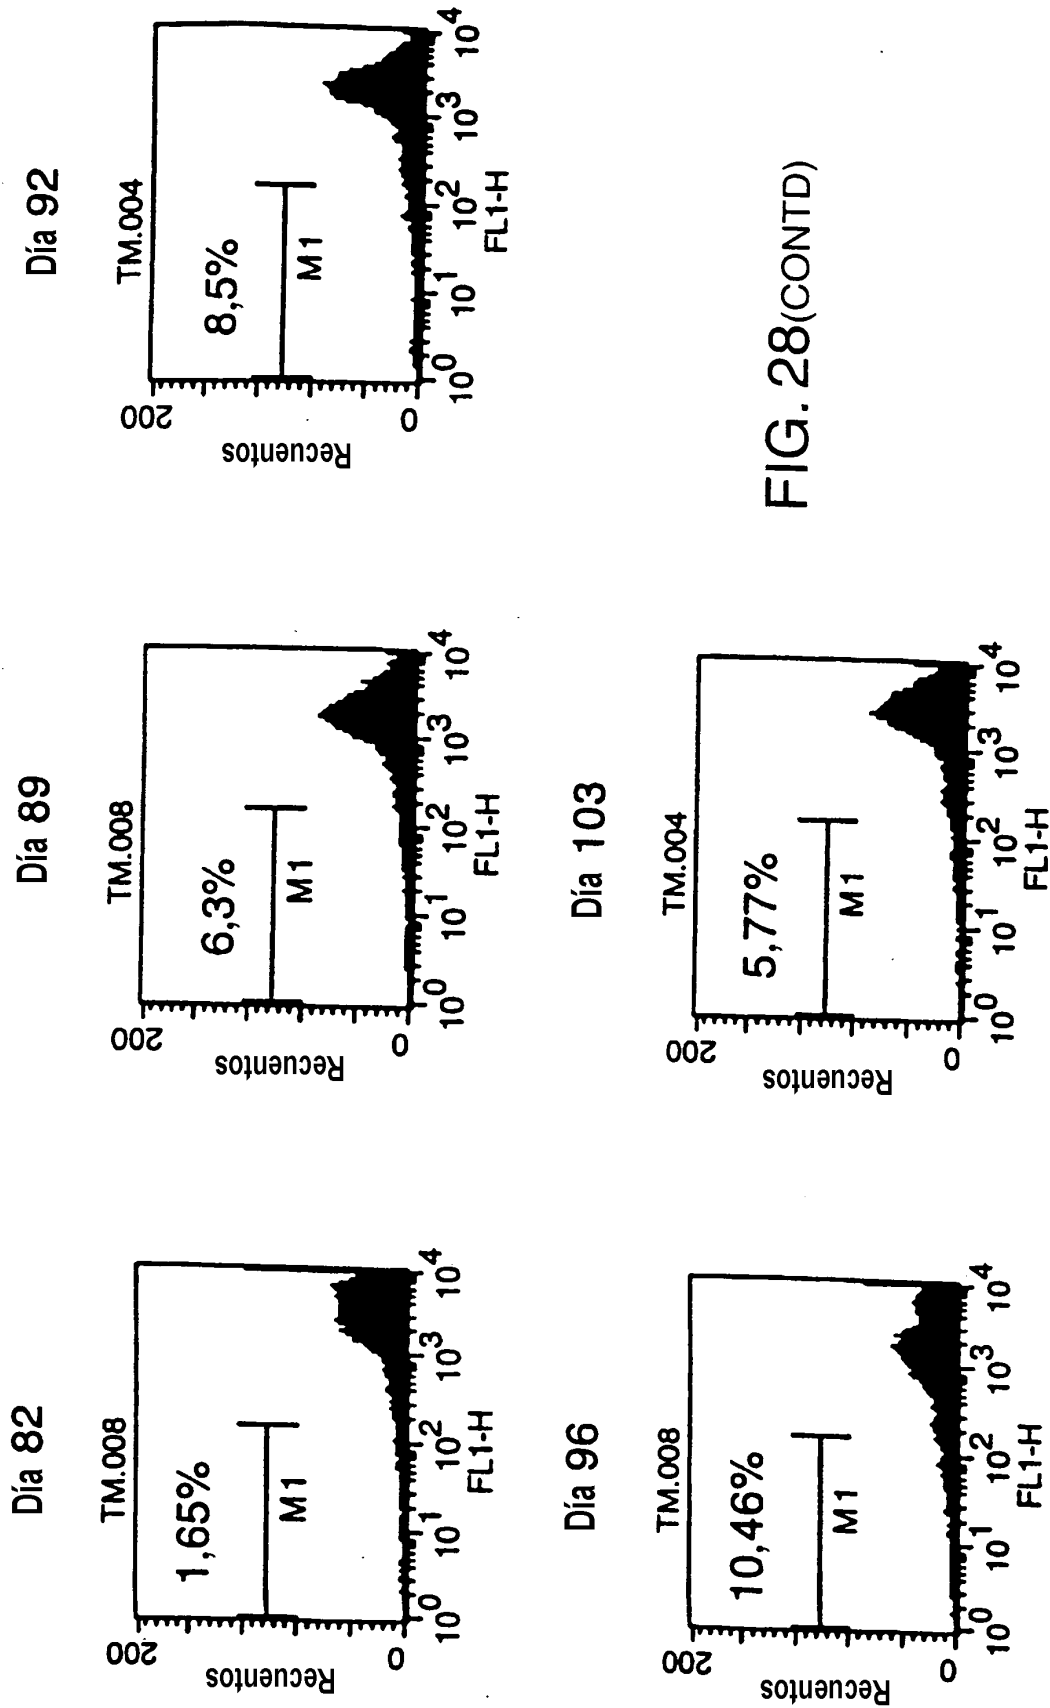 Día 82
TM.008
200
Recuentos
0
1,65%
M1
10^0 10^1 10^2 10^3 10^4
FL1-H
Día 89
TM.008
200
Recuentos
0
6,3%
M1
10^0 10^1 10^2 10^3 10^4
FL1-H
Día 92
TM.004
200
Recuentos
0
8,5%
M1
10^0 10^1 10^2 10^3 10^4
FL1-H
Día 96
TM.008
200
Recuentos
0
10,46%
M1
10^0 10^1 10^2 10^3 10^4
FL1-H
Día 103
TM.004
200
Recuentos
0
5,77%
M1
10^0 10^1 10^2 10^3 10^4
FL1-H
FIG. 28(CONTD)